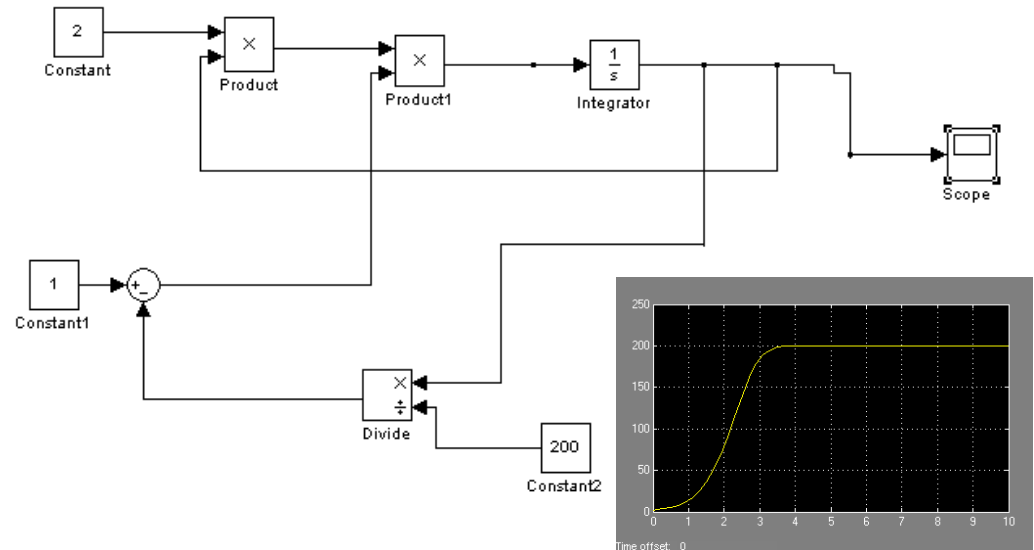 2
Constant
×
Product
×
Product1
1
s
Integrator
Scope
1
Constant1
+
−
×
÷
Divide
200
Constant2
250
200
150
100
50
0
0 1 2 3 4 5 6 7 8 9 10
Time offset: 0